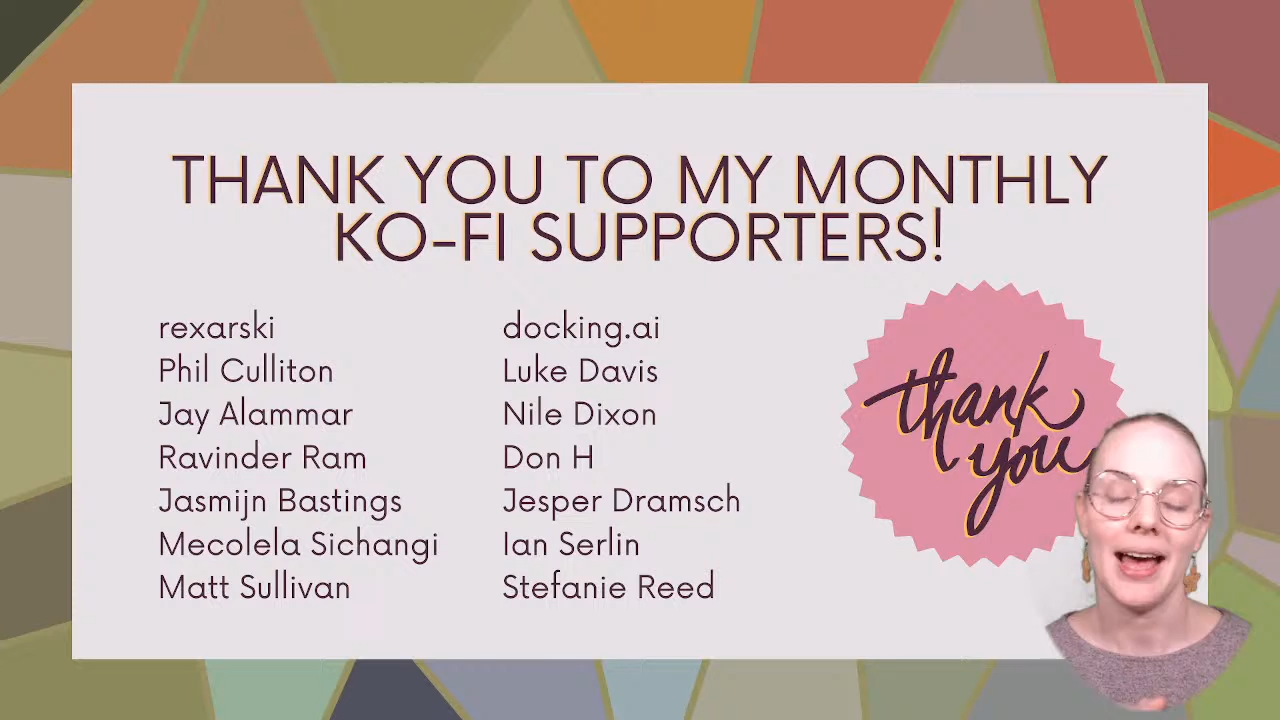 THANK YOU TO MY MONTHLY
KO-FI SUPPORTERS!
rexarski
Phil Culliton
Jay Alammar
Ravinder Ram
Jasmijn Bastings
Mecolela Sichangi
Matt Sullivan
docking.ai
Luke Davis
Nile Dixon
Don H
Jesper Dramsch
Ian Serlin
Stefanie Reed
thank
you